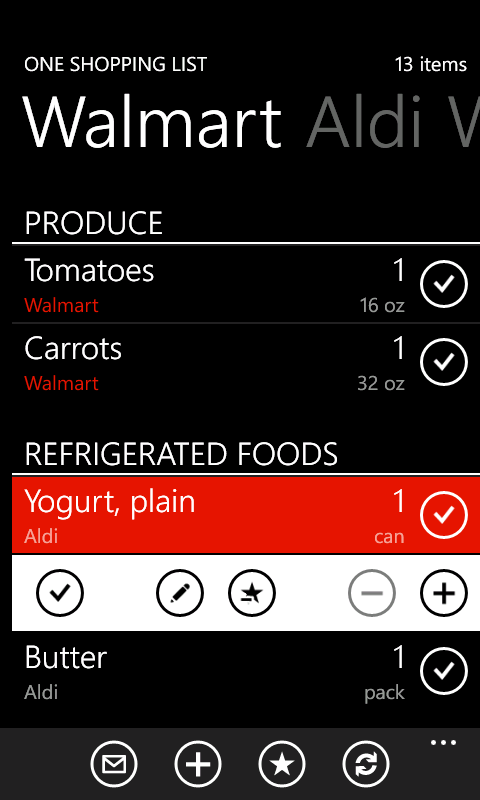 ONE SHOPPING LIST 13 items
Walmart Aldi W
PRODUCE
Tomatoes 1
Walmart 16 oz
Carrots 1
Walmart 32 oz
REFRIGERATED FOODS
Yogurt, plain 1
Aldi can
Butter 1
Aldi pack